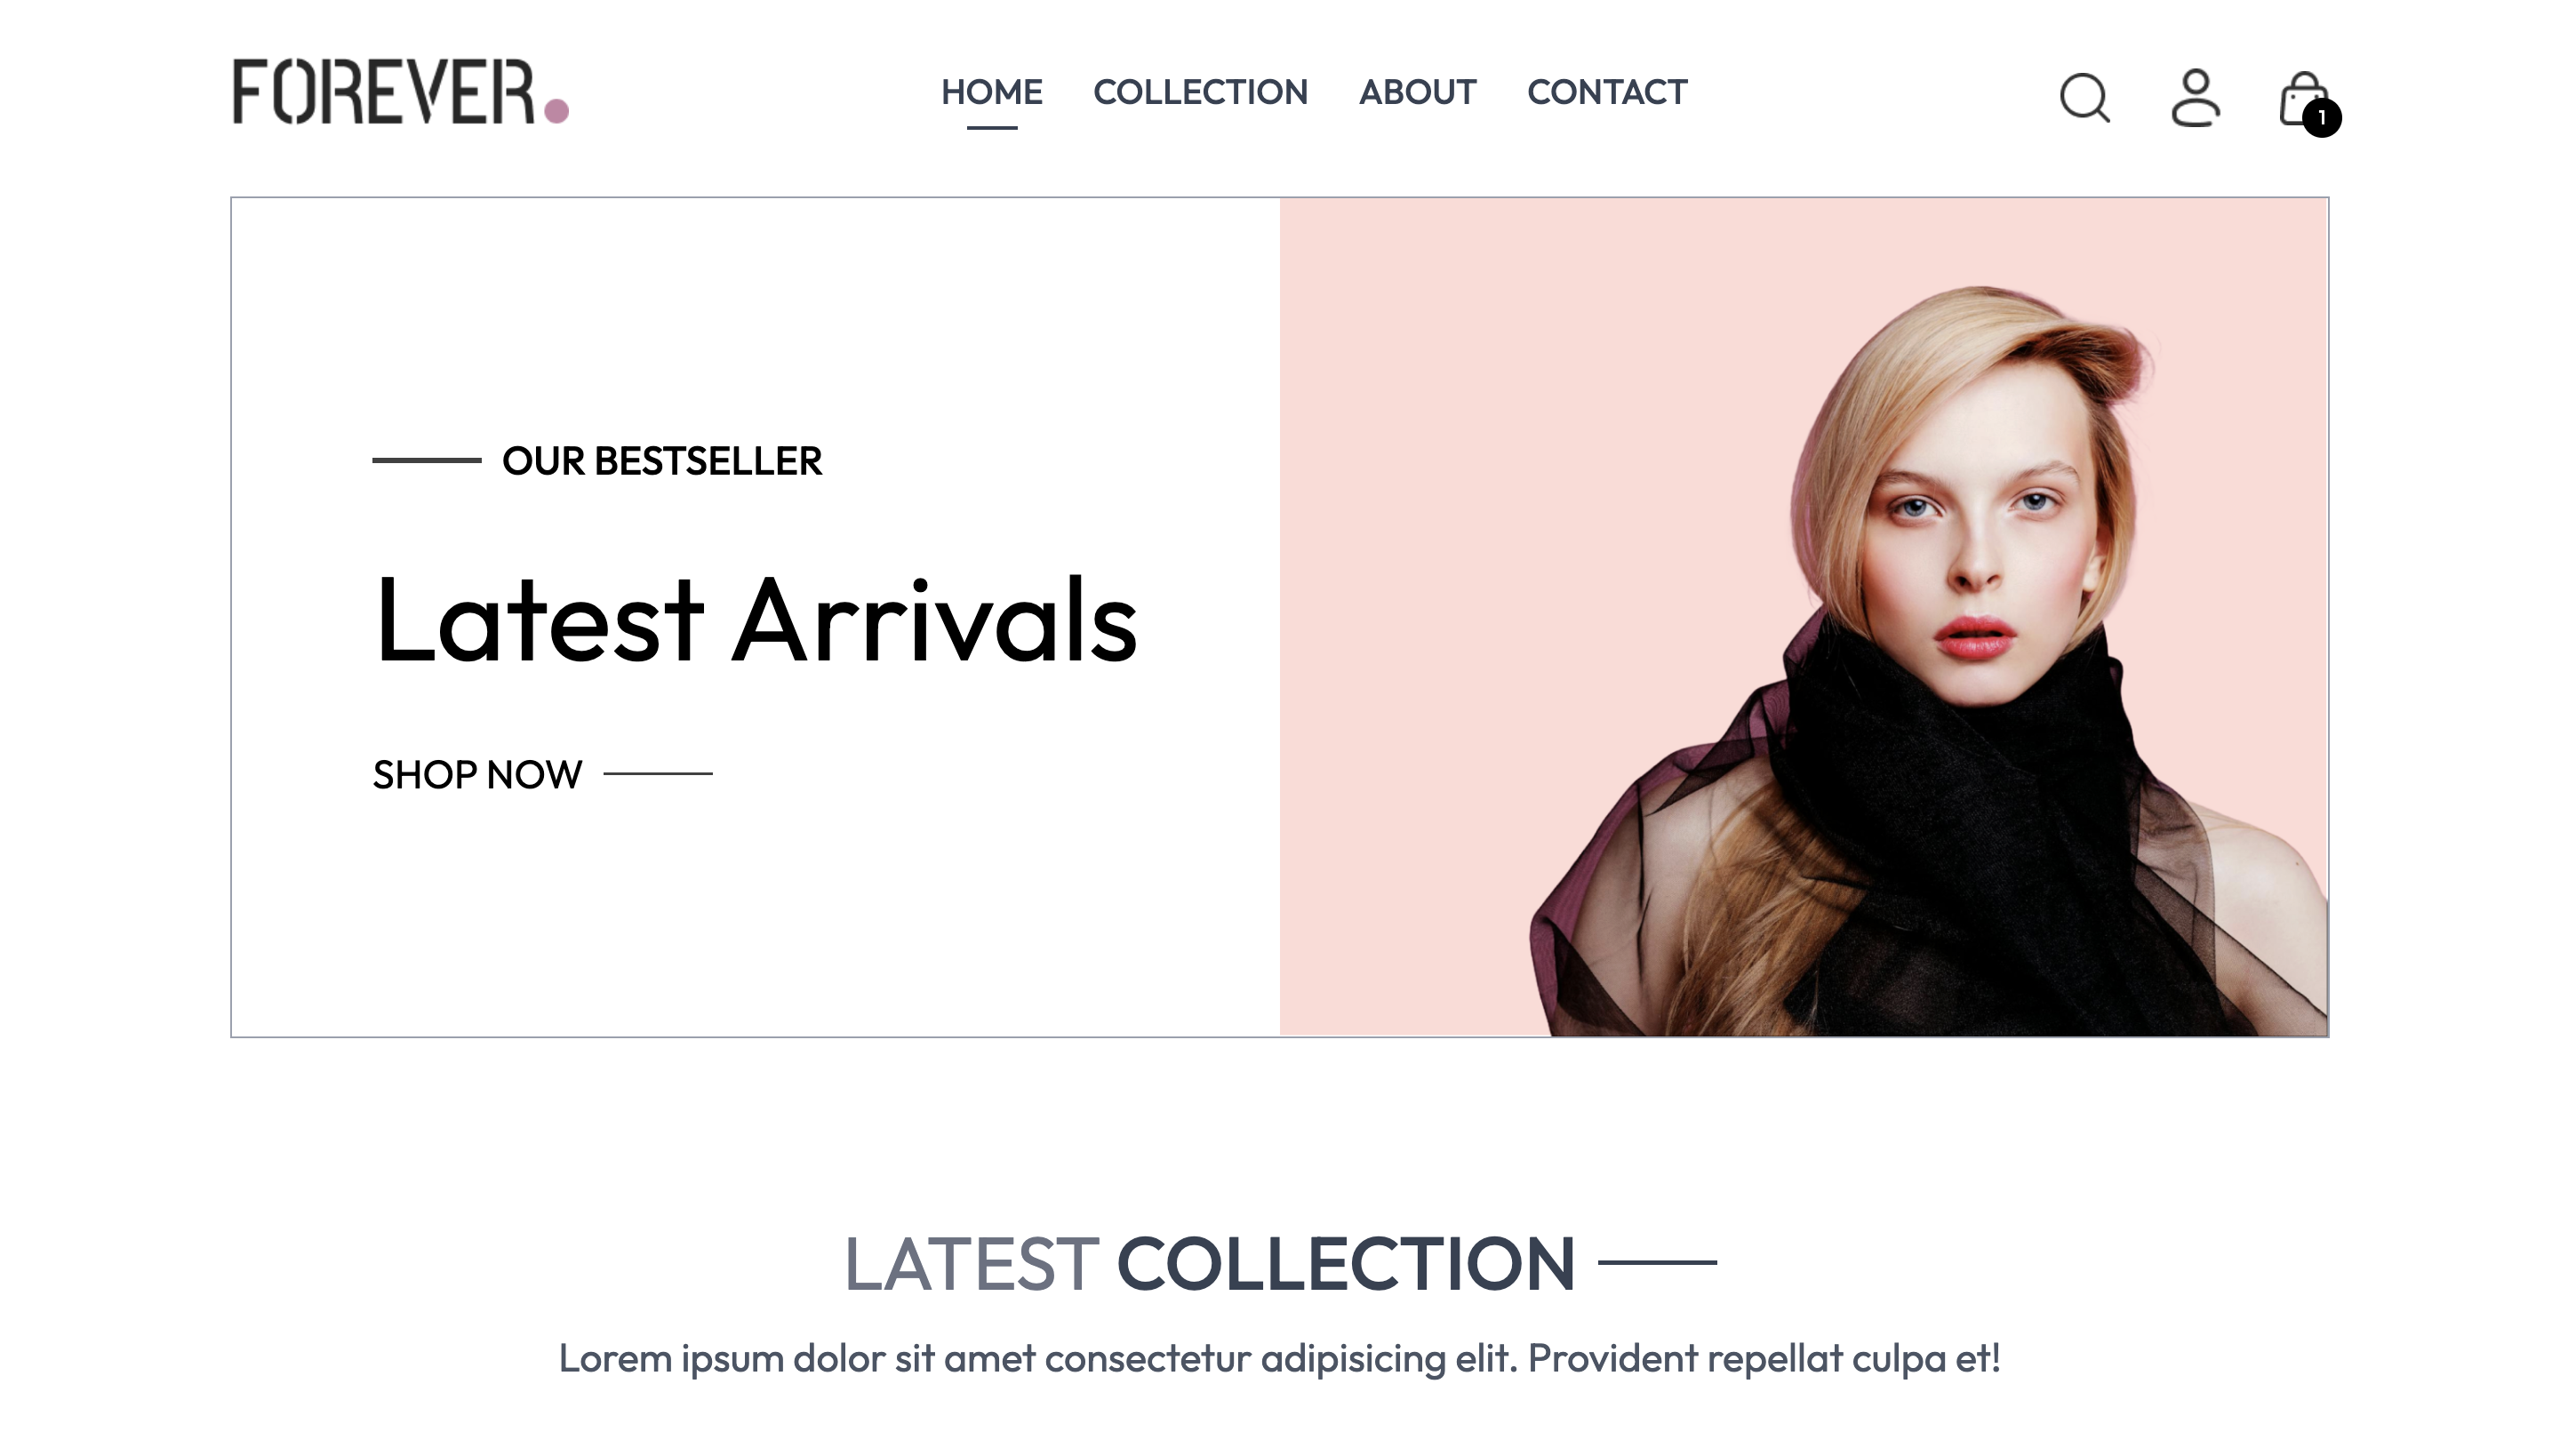 FOREVER.
HOME COLLECTION ABOUT CONTACT
1
OUR BESTSELLER
Latest Arrivals
SHOP NOW
LATEST COLLECTION
Lorem ipsum dolor sit amet consectetur adipisicing elit. Provident repellat culpa et!